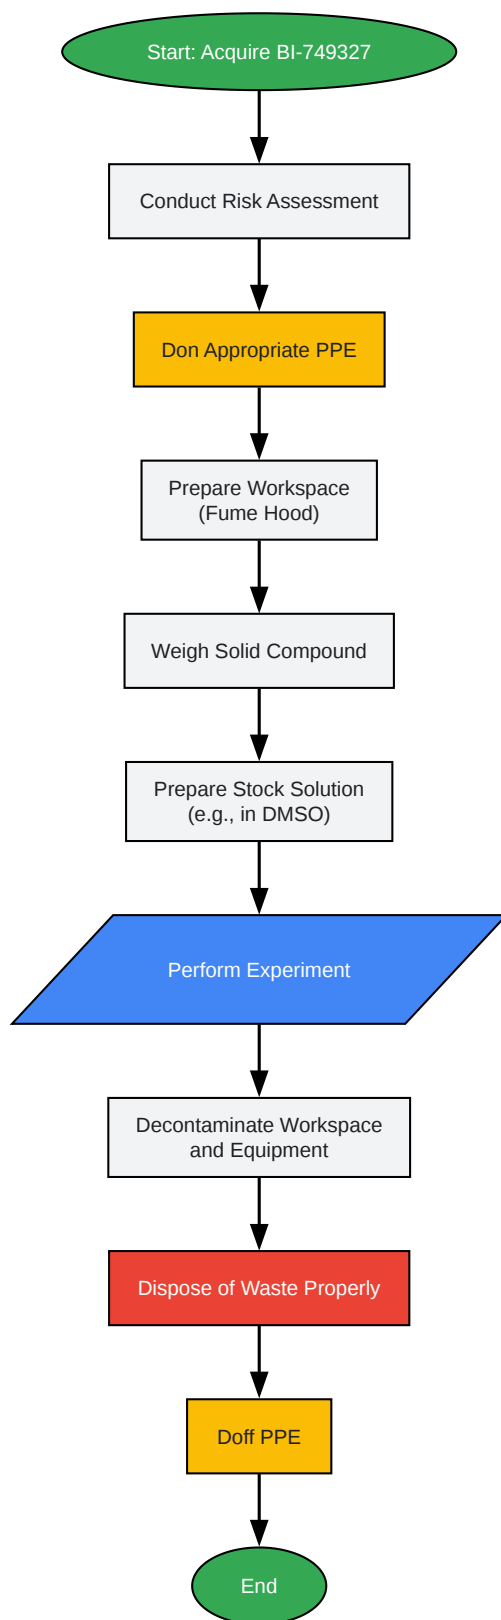 Start: Acquire BI-749327
Conduct Risk Assessment
Don Appropriate PPE
Prepare Workspace
(Fume Hood)
Weigh Solid Compound
Prepare Stock Solution
(e.g., in DMSO)
Perform Experiment
Decontaminate Workspace
and Equipment
Dispose of Waste Properly
Doff PPE
End